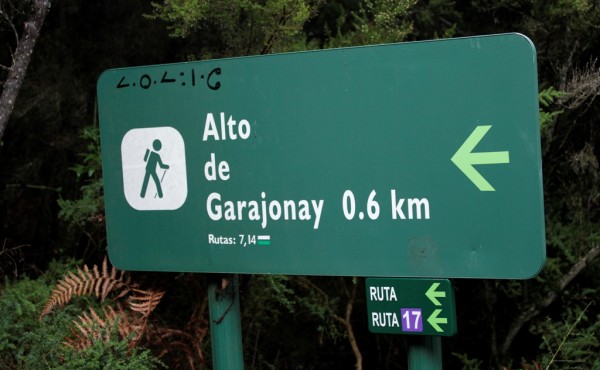 Alto
de
Garajonay 0.6 km
Rutas: 7,14
RUTA
RUTA 17